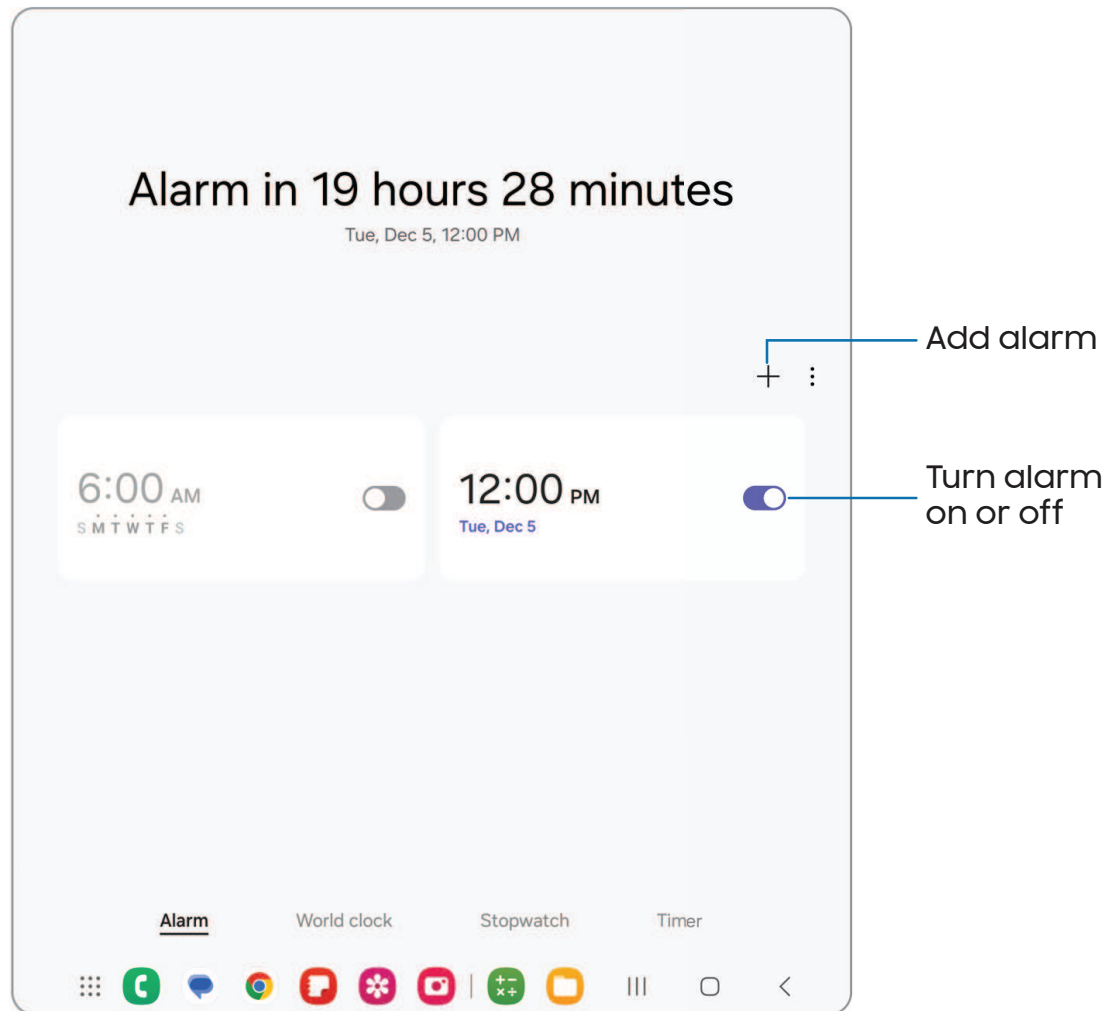 Alarm in 19 hours 28 minutes
Tue, Dec 5, 12:00 PM
Add alarm
6:00 AM
S M T W T F S
12:00 PM
Tue, Dec 5
Turn alarm
on or off
Alarm World clock Stopwatch Timer